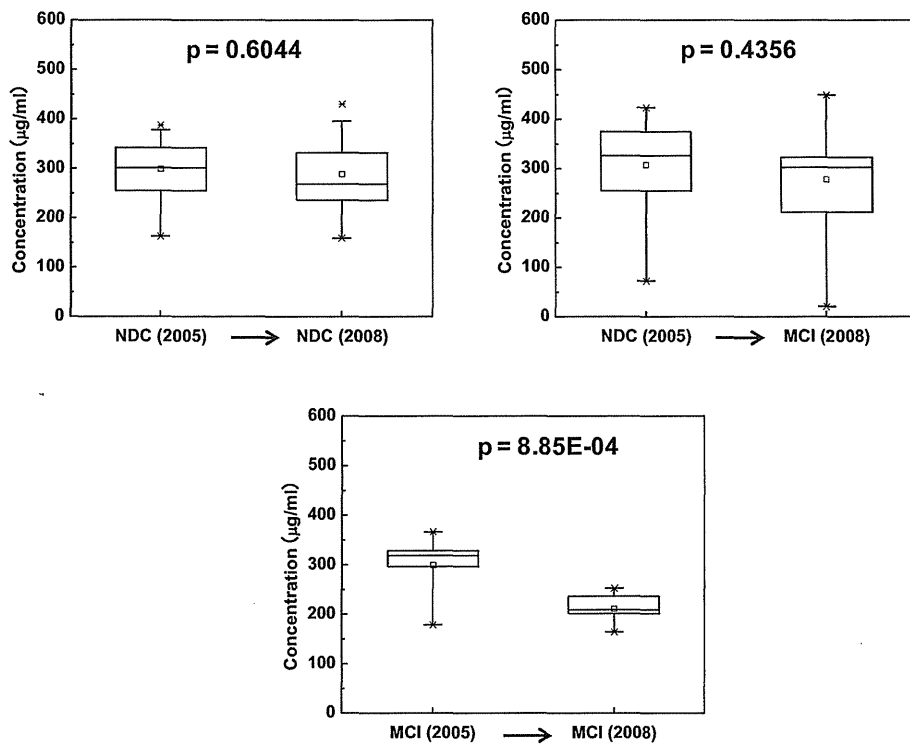 p = 0.6044
Concentration (μg/ml)
600
500
400
300
200
100
0
NDC (2005) → NDC (2008)
p = 0.4356
Concentration (μg/ml)
600
500
400
300
200
100
0
NDC (2005) → MCI (2008)
p = 8.85E-04
Concentration (μg/ml)
600
500
400
300
200
100
0
MCI (2005) → MCI (2008)